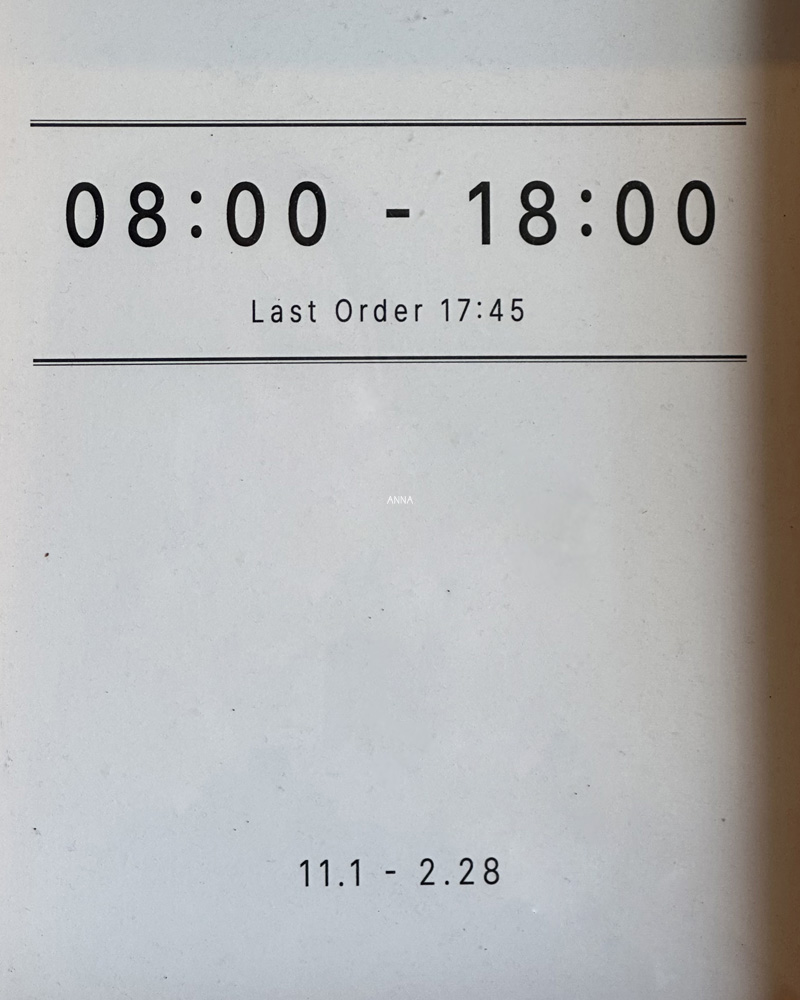 08:00 - 18:00
Last Order 17:45
ANNA
11.1 - 2.28